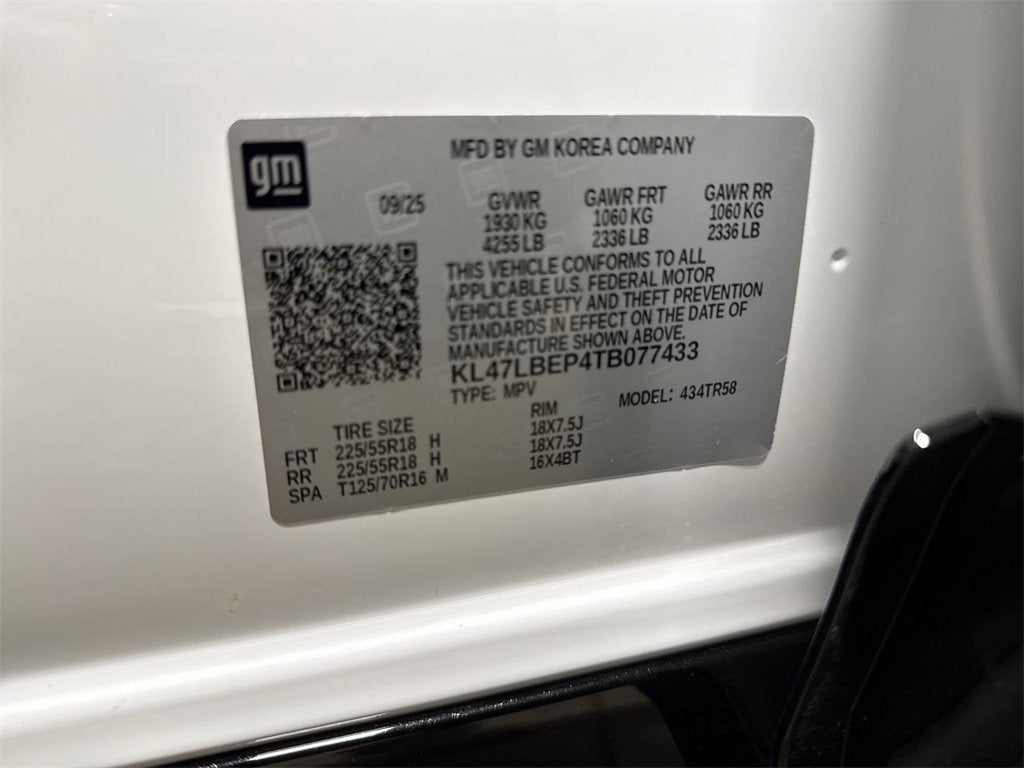 gm
MFD BY GM KOREA COMPANY
09/25
GVWR GAWR FRT GAWR RR
1930 KG 1060 KG 1060 KG
4255 LB 2336 LB 2336 LB
THIS VEHICLE CONFORMS TO ALL
APPLICABLE U.S. FEDERAL MOTOR
VEHICLE SAFETY AND THEFT PREVENTION
STANDARDS IN EFFECT ON THE DATE OF
MANUFACTURE SHOWN ABOVE.
KL47LBEP4TB077433
TYPE: MPV MODEL: 434TR58
TIRE SIZE RIM
FRT 225/55R18 H 18X7.5J
RR 225/55R18 H 18X7.5J
SPA T125/70R16 M 16X4BT